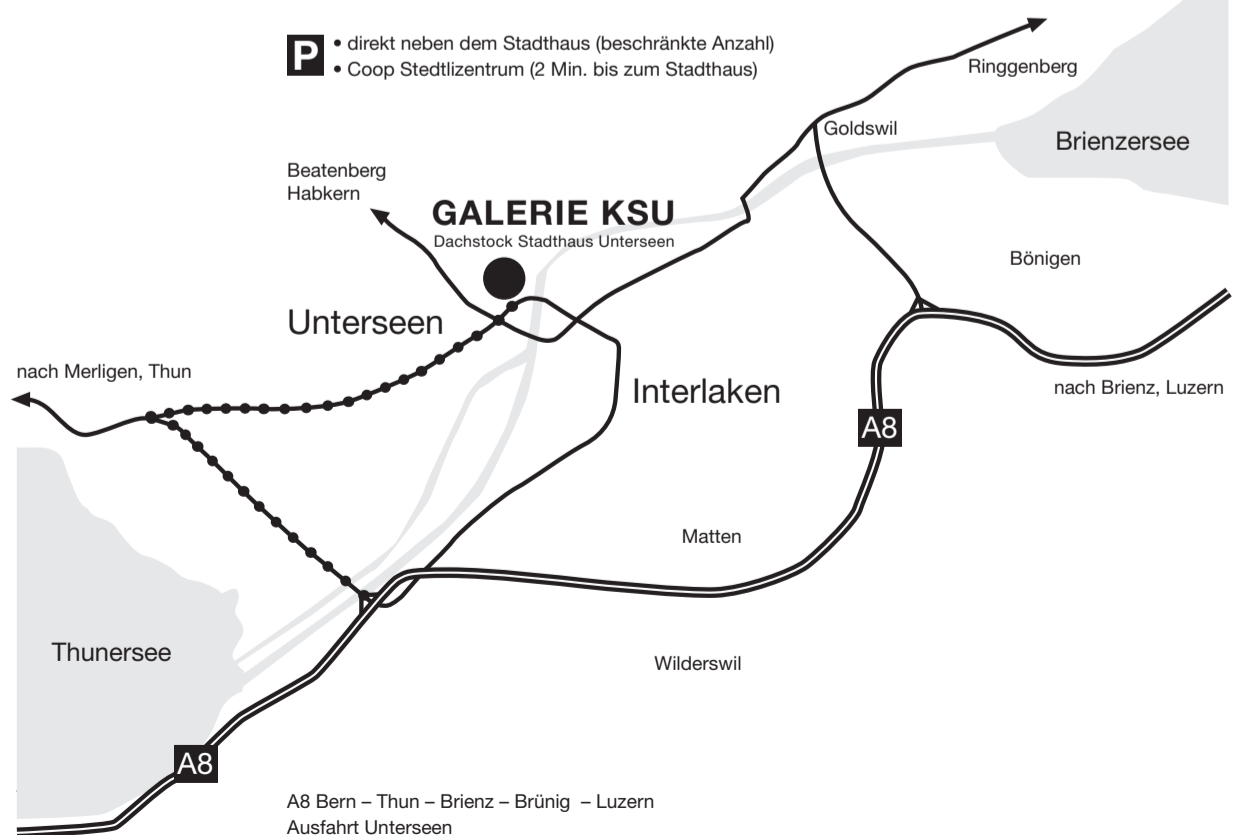 P
• direkt neben dem Stadthaus (beschränkte Anzahl)
• Coop Stedtlizentrum (2 Min. bis zum Stadthaus)
Ringgenberg
Goldswil
Brienzersee
Beatenberg
Habkern
GALERIE KSU
Dachstock Stadthaus Unterseen
Bönigen
Unterseen
nach Merligen, Thun
Interlaken
nach Brienz, Luzern
A8
Matten
Thunersee
Wilderswil
A8
A8 Bern – Thun – Brienz – Brünig – Luzern
Ausfahrt Unterseen